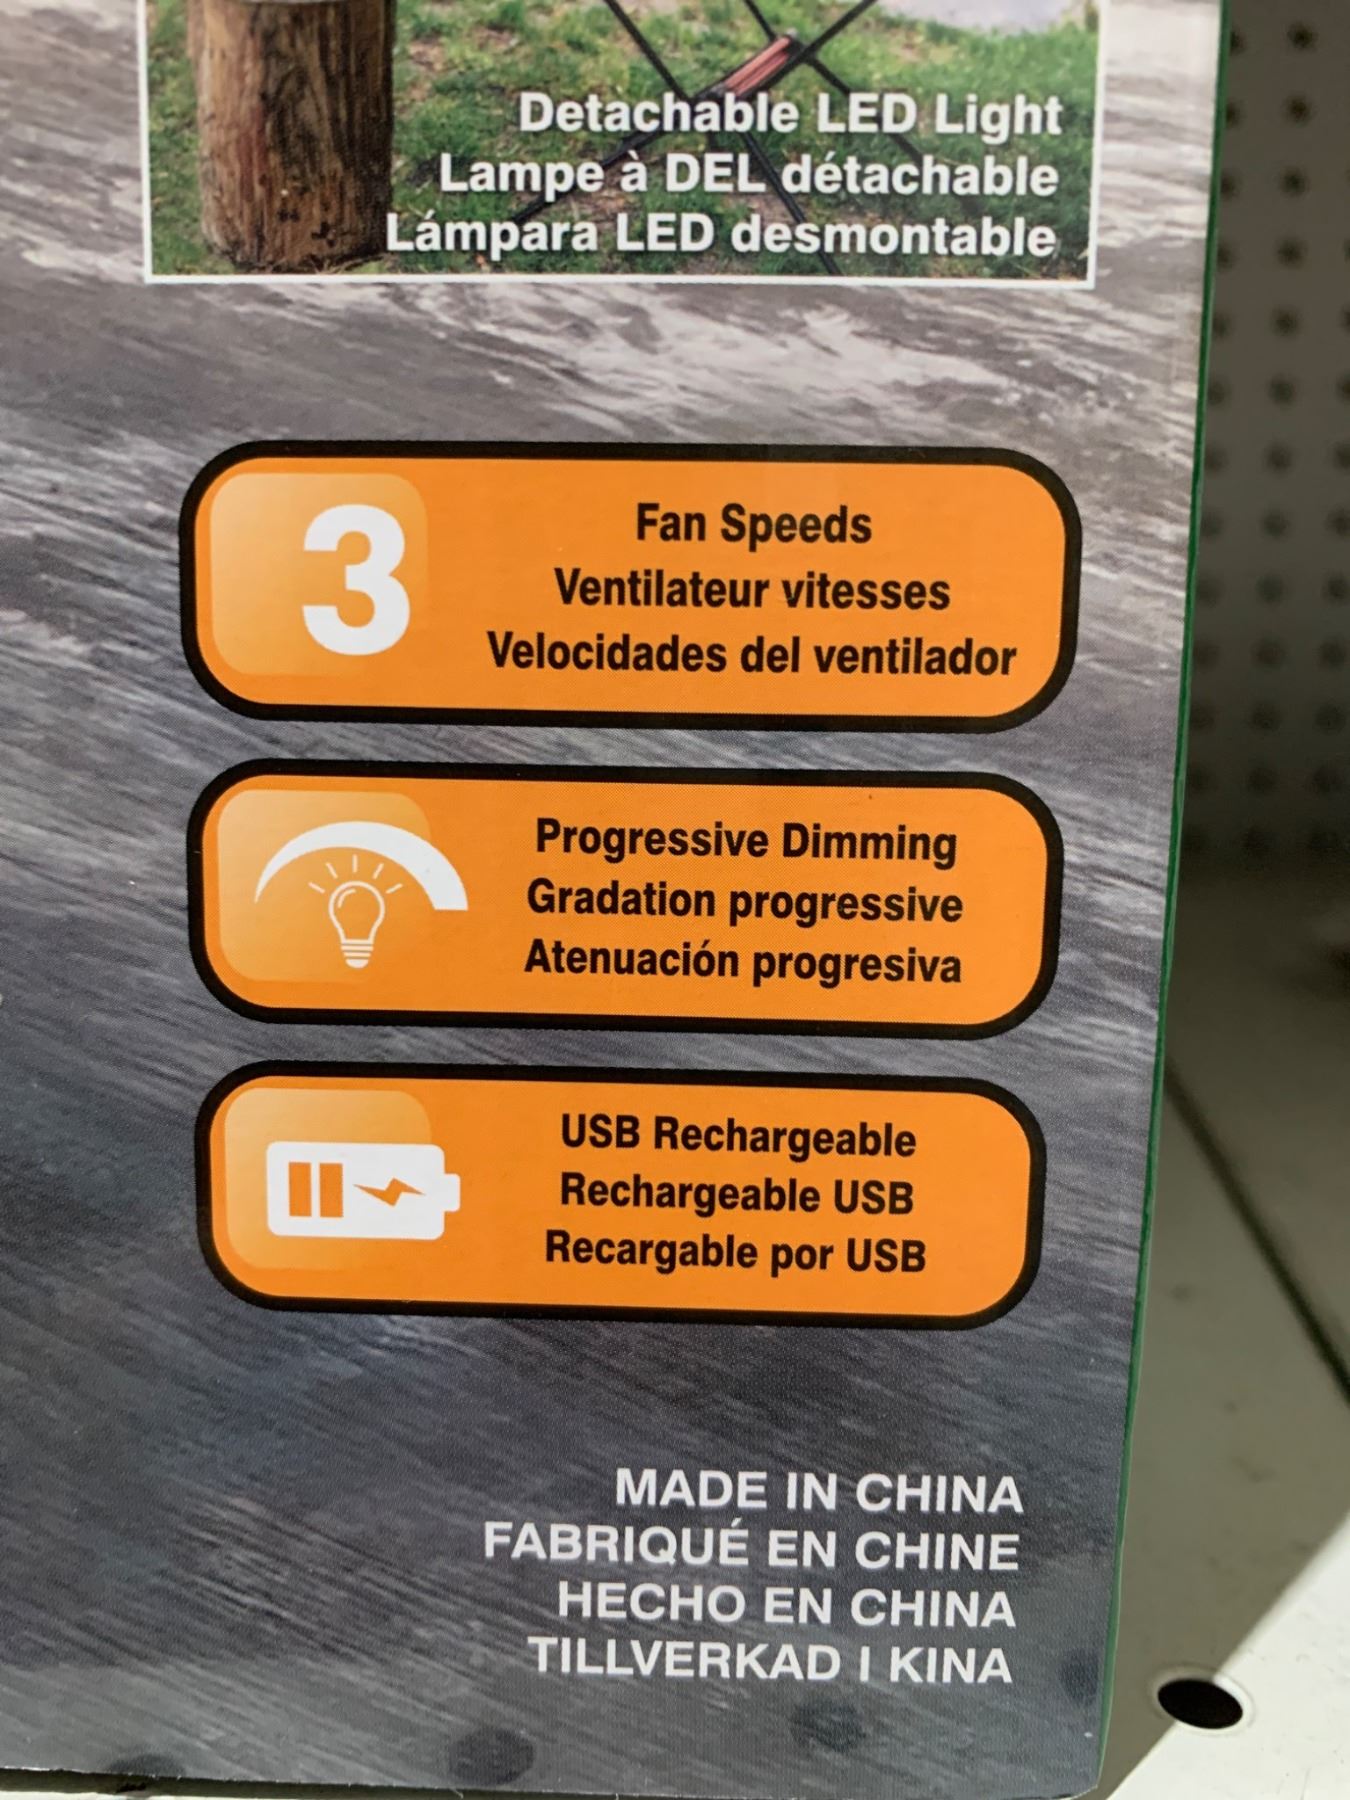 Detachable LED Light
Lampe à DEL détachable
Lámpara LED desmontable
3
Fan Speeds
Ventilateur vitesses
Velocidades del ventilador
Progressive Dimming
Gradation progressive
Atenuación progresiva
USB Rechargeable
Rechargeable USB
Recargable por USB
MADE IN CHINA
FABRIQUÉ EN CHINE
HECHO EN CHINA
TILLVERKAD I KINA